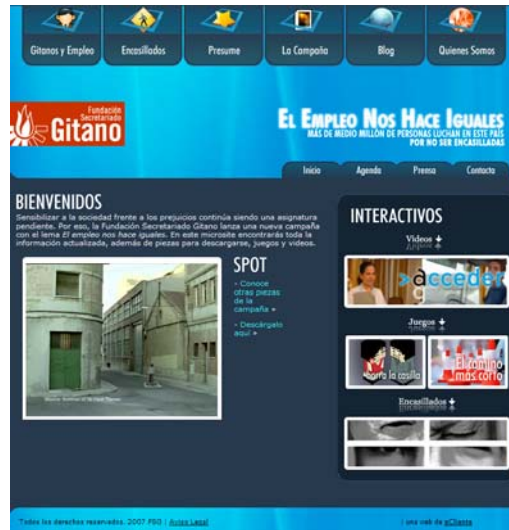 Gitanos y Empleo
Encasillados
Presume
La Campaña
Blog
Quienes Somos
Fundación
Secretariado
Gitano
EL EMPLEO NOS HACE IGUALES
MÁS DE MEDIO MILLÓN DE PERSONAS LUCHAN EN ESTE PAÍS
POR NO SER ENCASILLADAS
Inicio
Agenda
Prensa
Contacto
BIENVENIDOS
Sensibilizar a la sociedad frente a los prejuicios continúa siendo una asignatura
pendiente. Por eso, la Fundación Secretariado Gitano lanza una nueva campaña
con el lema El empleo nos hace iguales. En este microsite encontrarás toda la
información actualizada, además de piezas para descargarse, juegos y vídeos.
SPOT
- Conoce
otras piezas
de la
campaña »
- Descárgalo
aquí »
INTERACTIVOS
Videos
>acceder
Juegos
borra la casilla
El camino
más corto
Encasillados
Todos los derechos reservados. 2007 FSG | Aviso Legal
| una web de eCliente